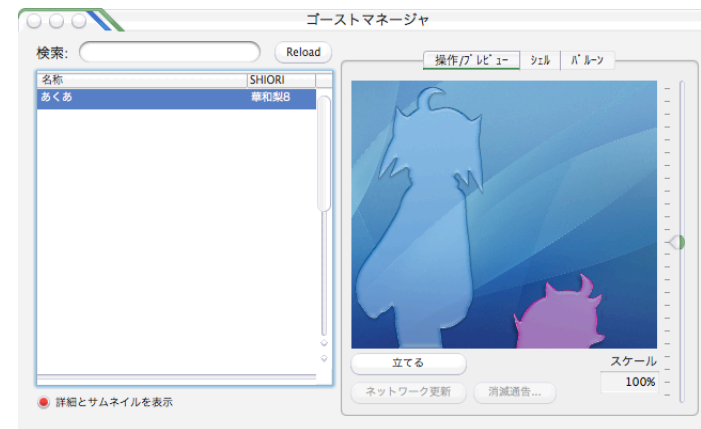 ゴーストマネージャ
検索:
Reload
名称 SHIORI
あくあ 華和梨8
操作/ﾌﾟﾚﾋﾞｭｰ ｼｪﾙ ﾊﾞﾙｰﾝ
立てる
スケール
ネットワーク更新 消滅通告...
100%
詳細とサムネイルを表示